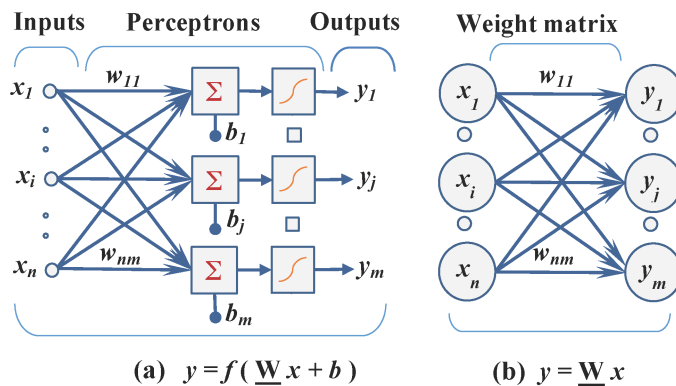 Inputs Perceptrons Outputs
Weight matrix
x1 w11 Σ y1
b1
xi Σ yj
bj
xn wnm Σ ym
bm
x1 w11 y1
xi yj
xn wnm ym
(a) y = f ( W x + b )
(b) y = W x